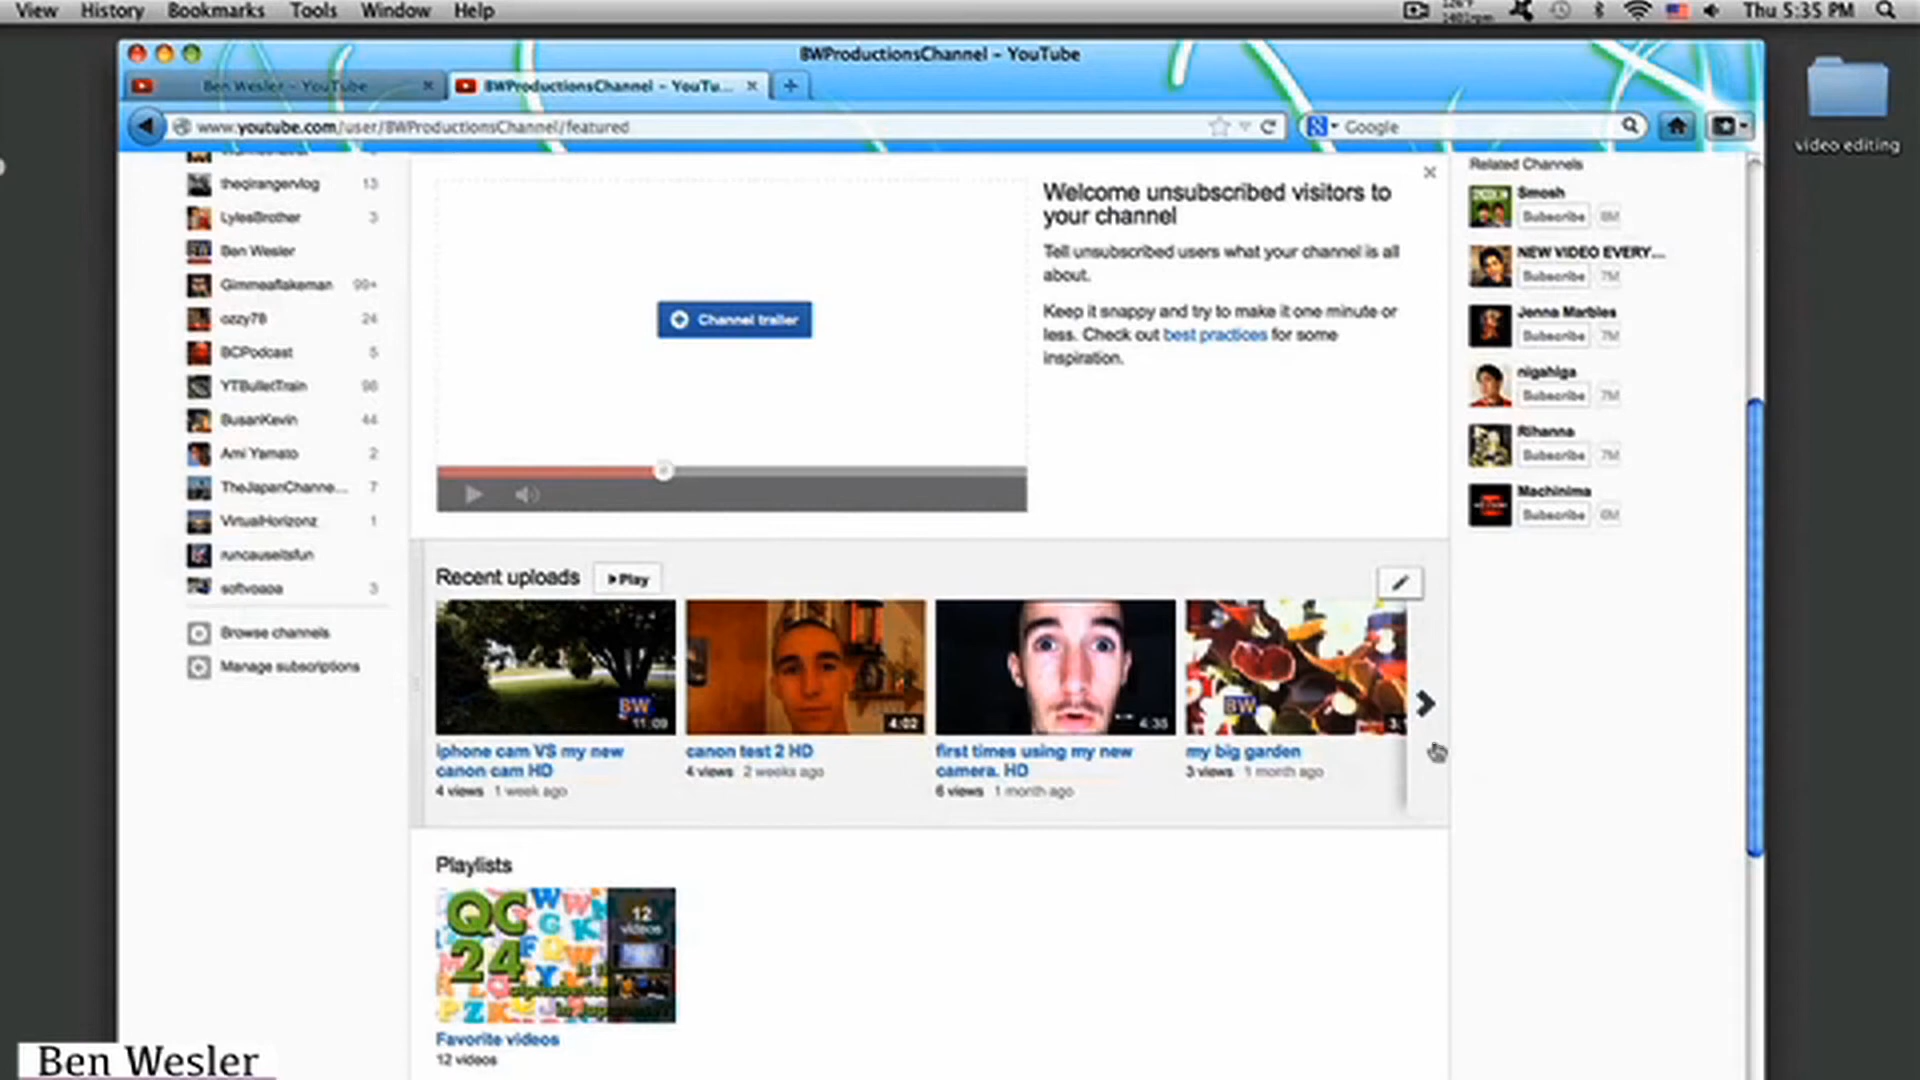 View History Bookmarks Tools Window Help
Thu 5:35 PM
BWProductionsChannel - YouTube
Ben Wesler - YouTube
BWProductionsChannel - YouTu...
www.youtube.com/user/BWProductionsChannel/featured
Google
video editing
theqirangervlog 13
LylesBrother 3
Ben Wesler
Gimmeaflakeman 99+
ozzy78 24
BCPodcast 5
YTBulletTrain 98
BusanKevin 44
Ami Yamato 2
TheJapanChanne... 7
VirtualHorizonz 1
runcauseitsfun
softypapa 3
Browse channels
Manage subscriptions
Channel trailer
Welcome unsubscribed visitors to
your channel
Tell unsubscribed users what your channel is all
about.
Keep it snappy and try to make it one minute or
less. Check out best practices for some
inspiration.
Related Channels
Smosh
Subscribe 8M
NEW VIDEO EVERY...
Subscribe 7M
Jenna Marbles
Subscribe 7M
nigahiga
Subscribe 7M
Rihanna
Subscribe 7M
Machinima
Subscribe 6M
Recent uploads Play
BW 11:09
4:02
4:35
BW
iphone cam VS my new
canon cam HD
4 views 1 week ago
canon test 2 HD
4 views 2 weeks ago
first times using my new
camera. HD
6 views 1 month ago
my big garden
3 views 1 month ago
Playlists
QC
24
12
videos
Favorite videos
12 videos
Ben Wesler